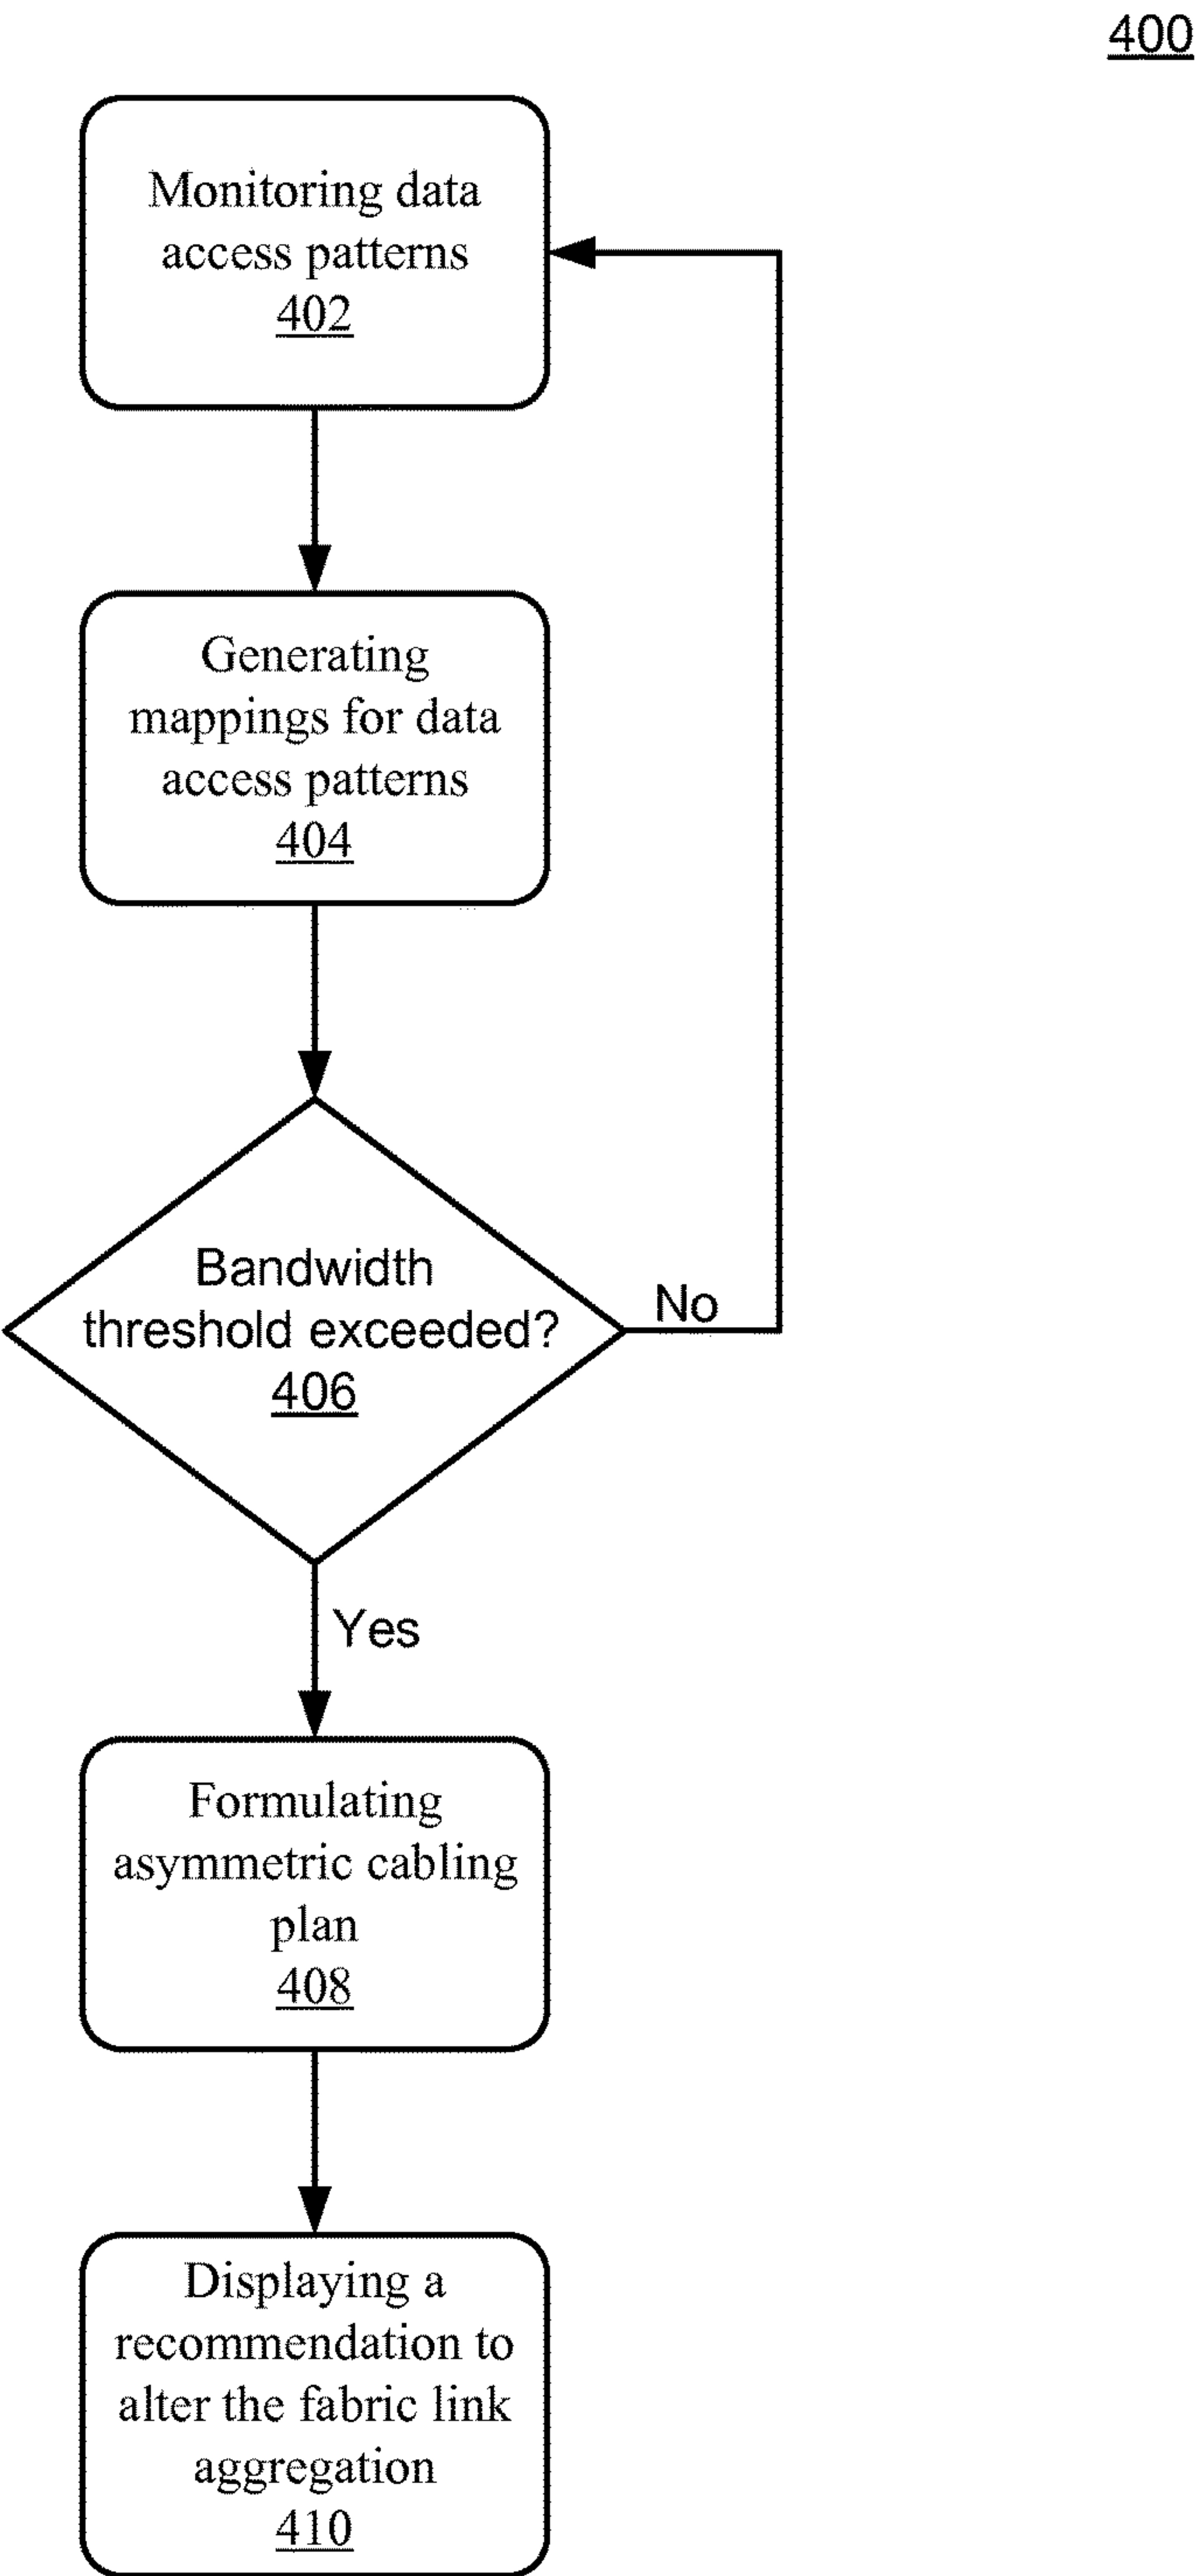 400
Monitoring data
access patterns
402
Generating
mappings for data
access patterns
404
Bandwidth
threshold exceeded?
406
No
Yes
Formulating
asymmetric cabling
plan
408
Displaying a
recommendation to
alter the fabric link
aggregation
410